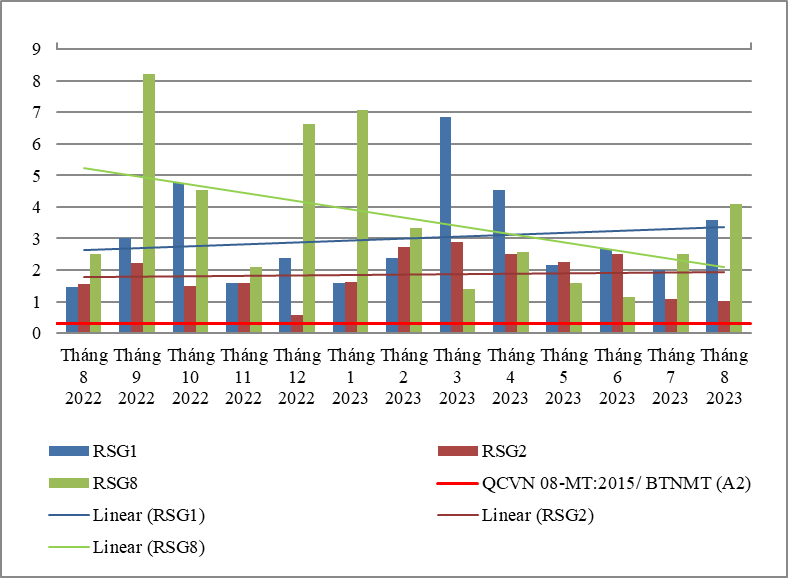 9
8
7
6
5
4
3
2
1
0
Tháng 8 2022
Tháng 9 2022
Tháng 10 2022
Tháng 11 2022
Tháng 12 2022
Tháng 1 2023
Tháng 2 2023
Tháng 3 2023
Tháng 4 2023
Tháng 5 2023
Tháng 6 2023
Tháng 7 2023
Tháng 8 2023
RSG1
RSG2
RSG8
QCVN 08-MT:2015/ BTNMT (A2)
Linear (RSG1)
Linear (RSG2)
Linear (RSG8)